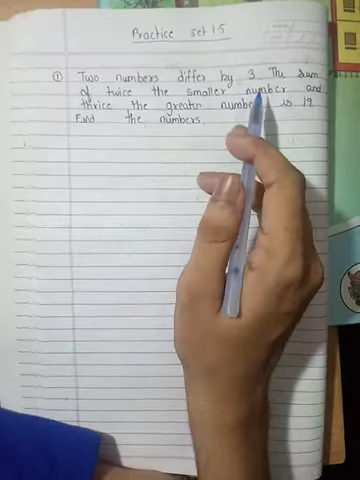 Practice set 1.5
① Two numbers differ by 3. The sum
of twice the smaller number and
thrice the greater number is 19
Find the numbers.